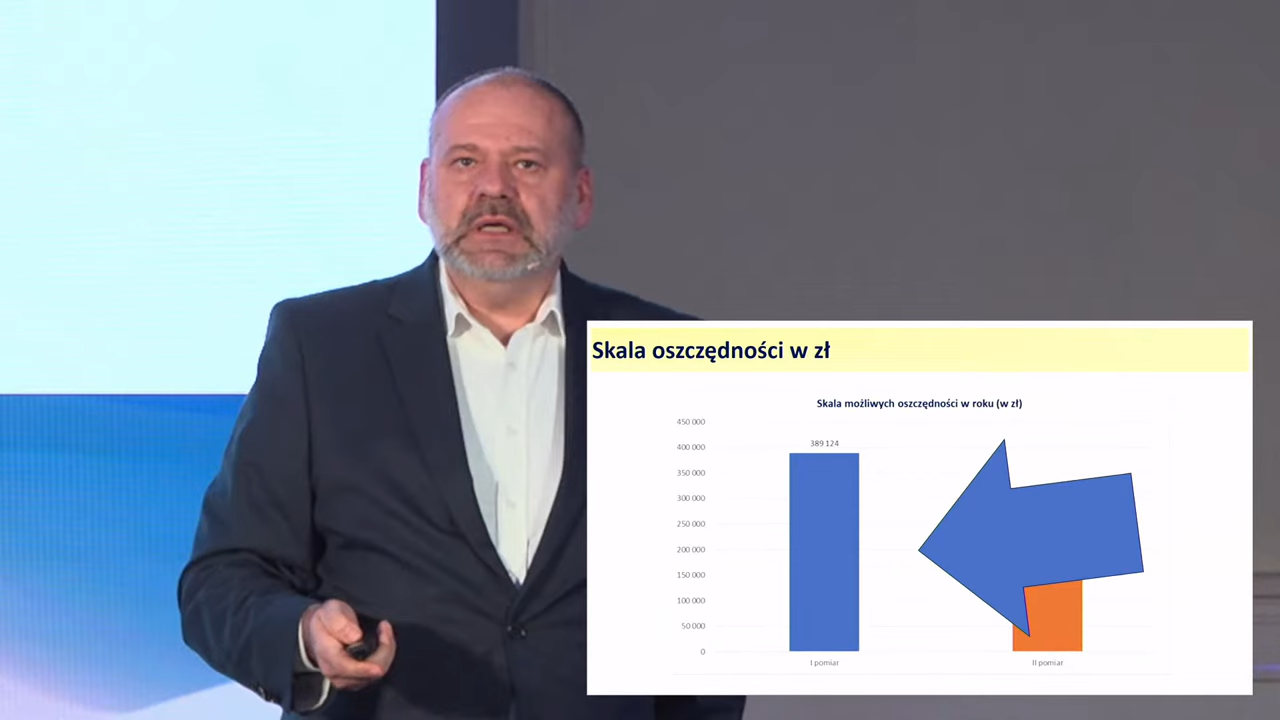 Skala oszczędności w zł
Skala możliwych oszczędności w roku (w zł)
450 000
400 000
350 000
300 000
250 000
200 000
150 000
100 000
50 000
0
389 124
I pomiar
II pomiar